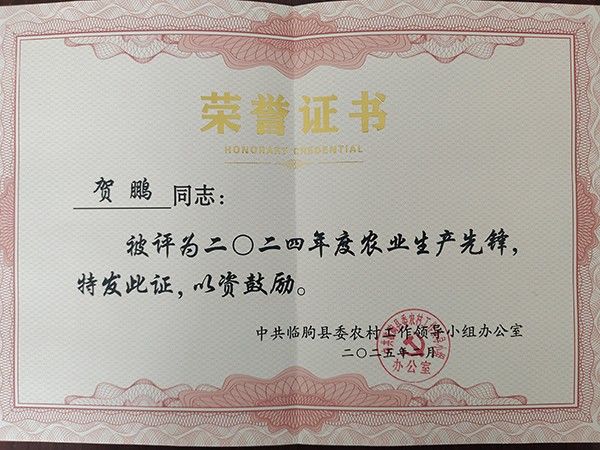 荣誉证书
HONORARY CREDENTIAL
贺鹏同志：
被评为二〇二四年度农业生产先锋，
特发此证，以资鼓励。
中共临朐县委农村工作领导小组办公室
二〇二五年二月
办公室